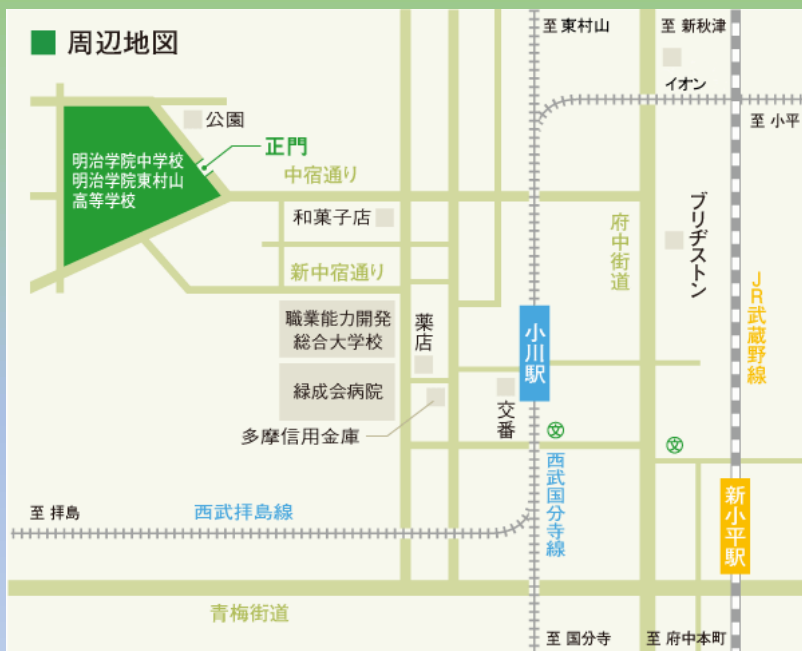 周辺地図
至 東村山
至 新秋津
イオン
至 小平
公園
正門
明治学院中学校
明治学院東村山
高等学校
中宿通り
和菓子店
府中街道
ブリヂストン
新中宿通り
JR武蔵野線
職業能力開発
総合大学校
薬店
小川駅
緑成会病院
交番
多摩信用金庫
文
文
西武国分寺線
新小平駅
至 拝島
西武拝島線
青梅街道
至 国分寺
至 府中本町